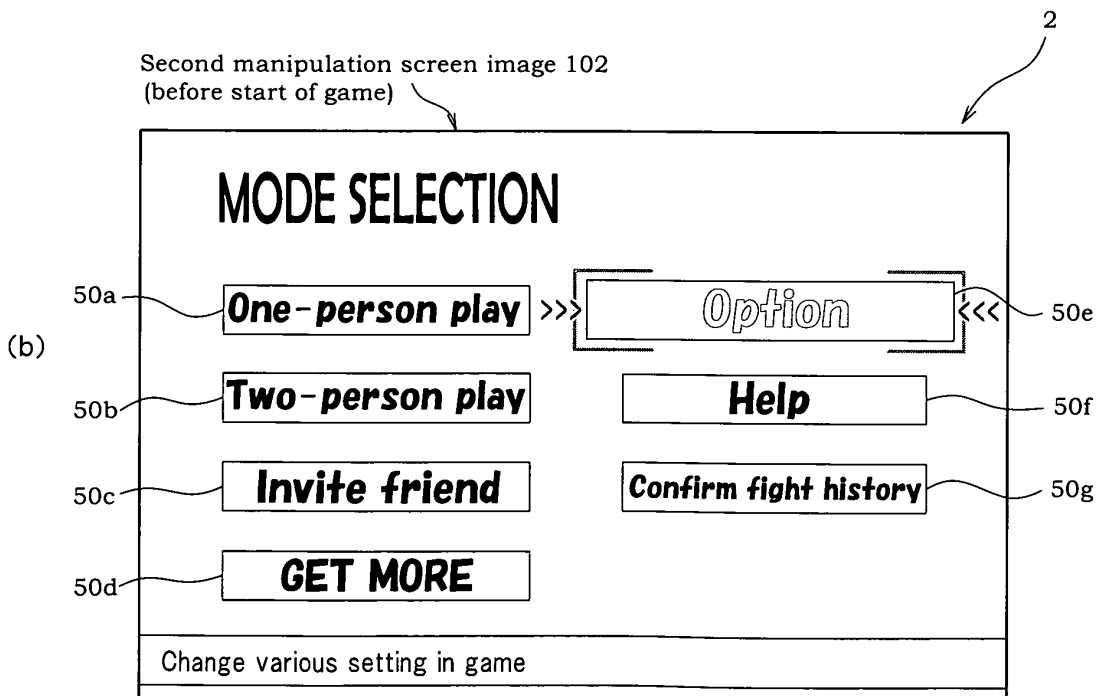 2
Second manipulation screen image 102
(before start of game)
MODE SELECTION
50a
One-person play
>>>
Option
<<<
50e
(b)
50b
Two-person play
Help
50f
50c
Invite friend
Confirm fight history
50g
50d
GET MORE
Change various setting in game